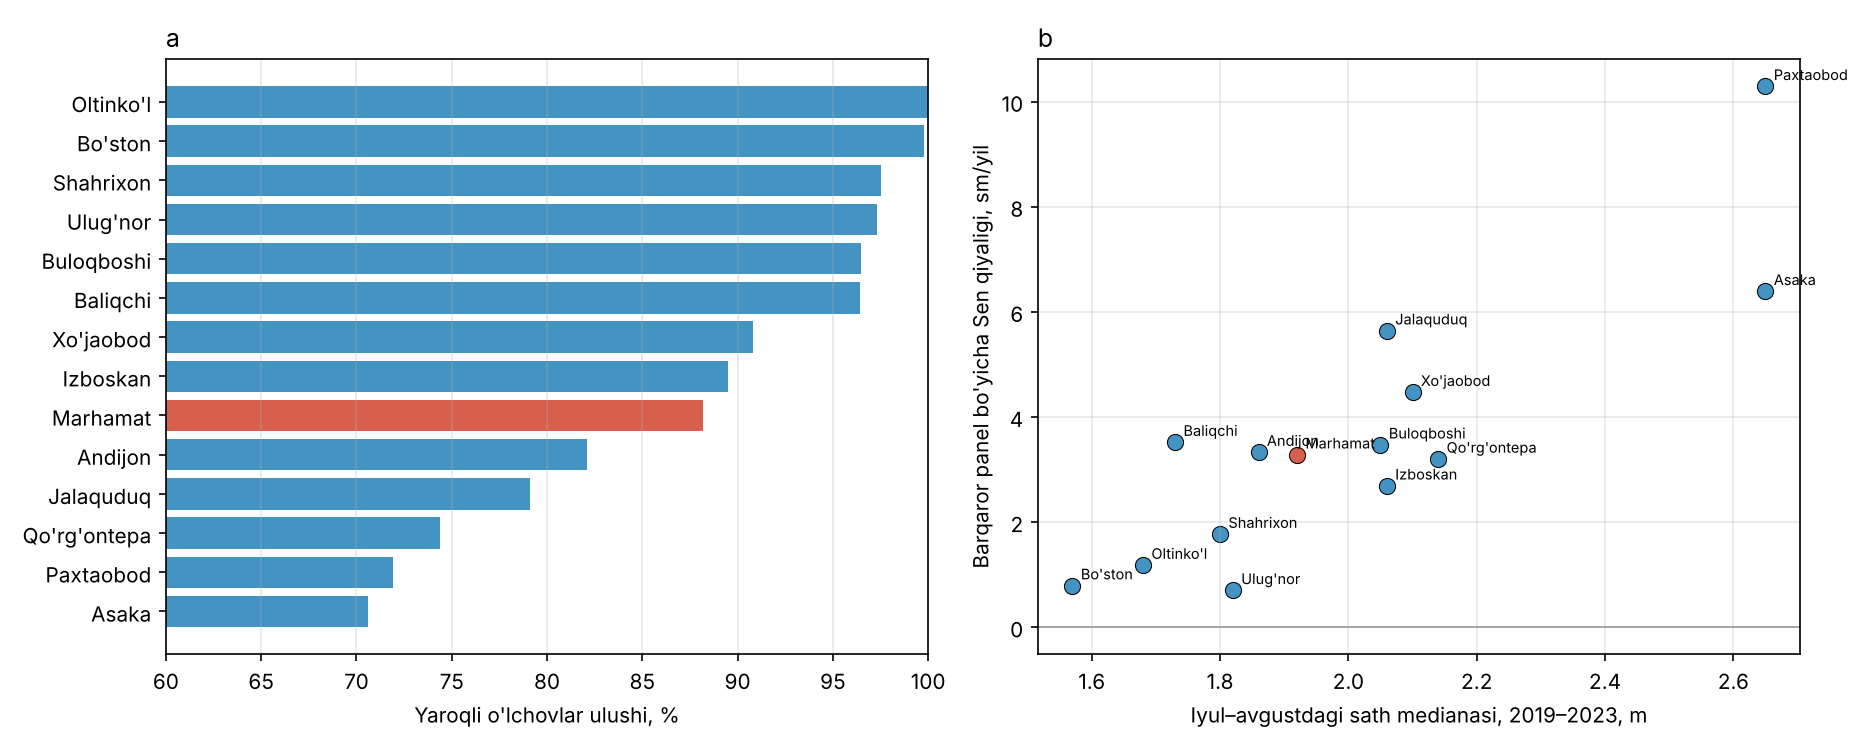 a
Oltinko'l
Bo'ston
Shahrixon
Ulug'nor
Buloqboshi
Baliqchi
Xo'jaobod
Izboskan
Marhamat
Andijon
Jalaquduq
Qo'rg'ontepa
Paxtaobod
Asaka
60 65 70 75 80 85 90 95 100
Yaroqli o'lchovlar ulushi, %
b
Barqaror panel bo'yicha Sen qiyaligi, sm/yil
10
8
6
4
2
0
Paxtaobod
Asaka
Jalaquduq
Xo'jaobod
Baliqchi
Andijon
Marhamat
Buloqboshi
Qo'rg'ontepa
Izboskan
Shahrixon
Oltinko'l
Bo'ston
Ulug'nor
1.6 1.8 2.0 2.2 2.4 2.6
Iyul–avgustdagi sath medianasi, 2019–2023, m